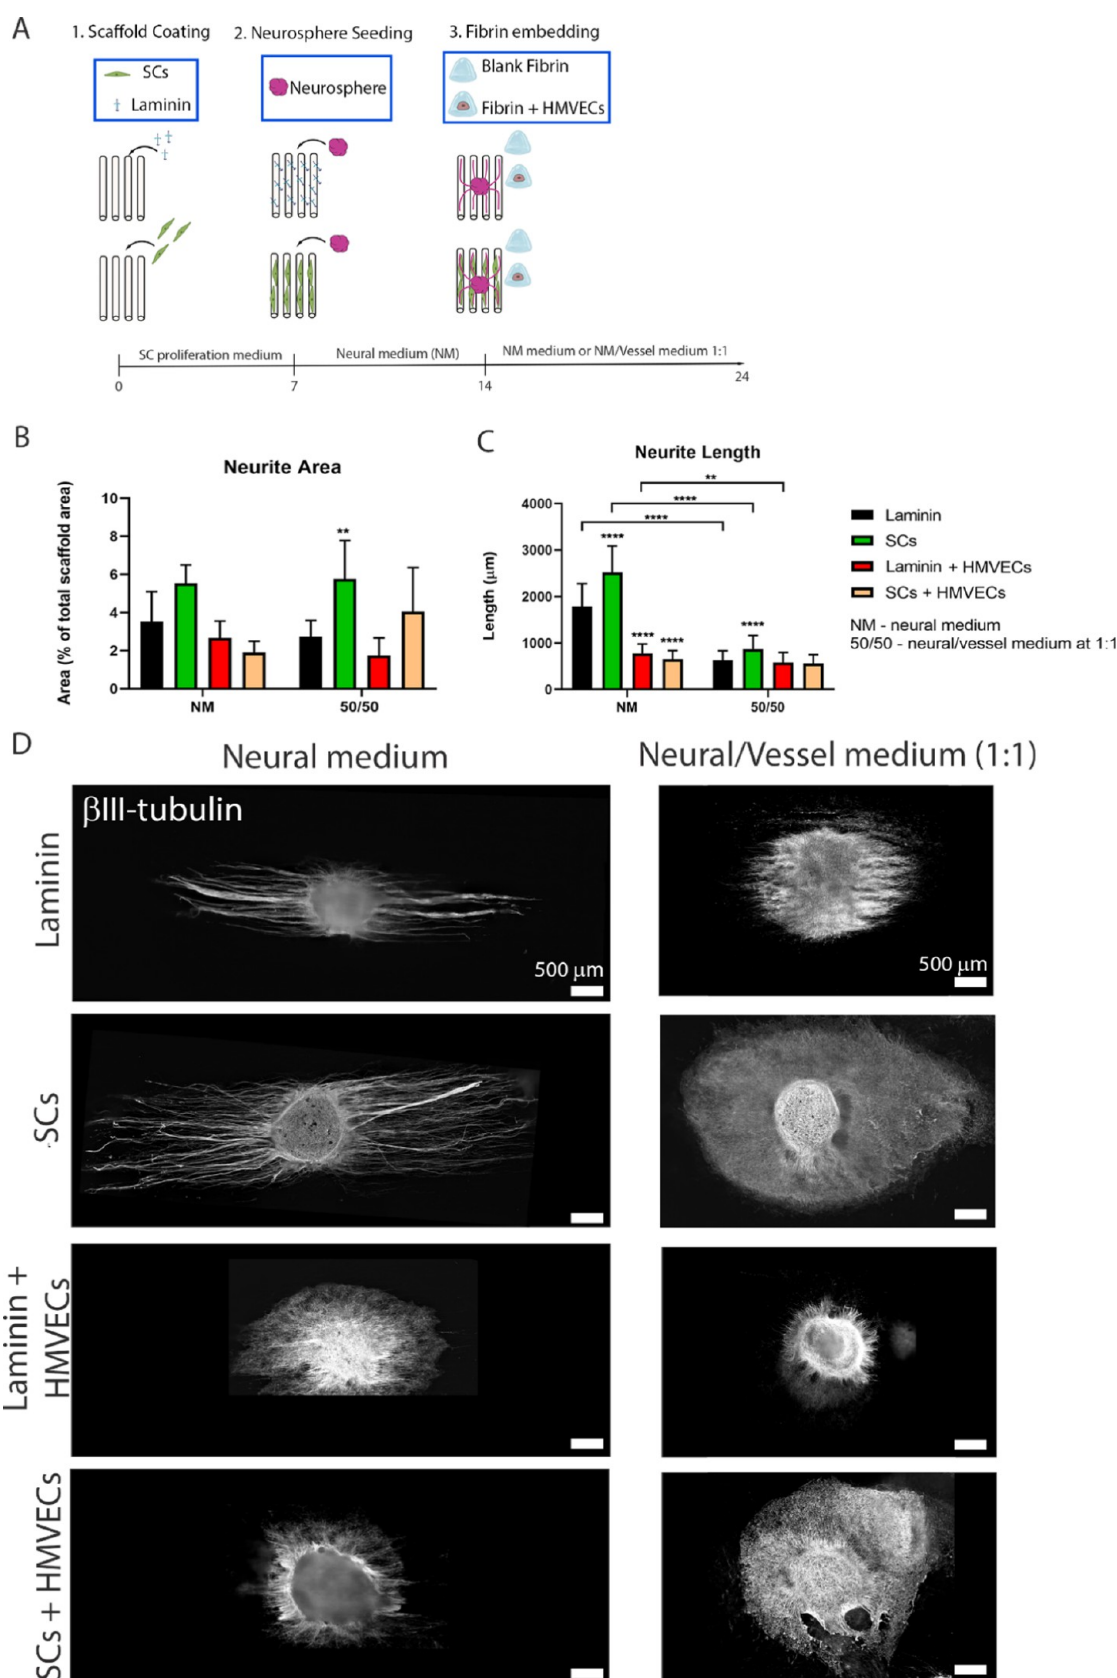 A
1. Scaffold Coating
2. Neurosphere Seeding
3. Fibrin embedding
SCs
Laminin
Neurosphere
Blank Fibrin
Fibrin + HMVECs
SC proliferation medium
Neural medium (NM)
NM medium or NM/Vessel medium 1:1
0
7
14
24
B
Neurite Area
Area (% of total scaffold area)
10
8
6
4
2
0
**
NM
50/50
C
Neurite Length
Length (μm)
4000
3000
2000
1000
0
**
****
****
****
****
****
****
NM
50/50
Laminin
SCs
Laminin + HMVECs
SCs + HMVECs
NM - neural medium
50/50 - neural/vessel medium at 1:1
D
Neural medium
Neural/Vessel medium (1:1)
βIII-tubulin
Laminin
500 μm
500 μm
SCs
Laminin +
HMVECs
SCs + HMVECs